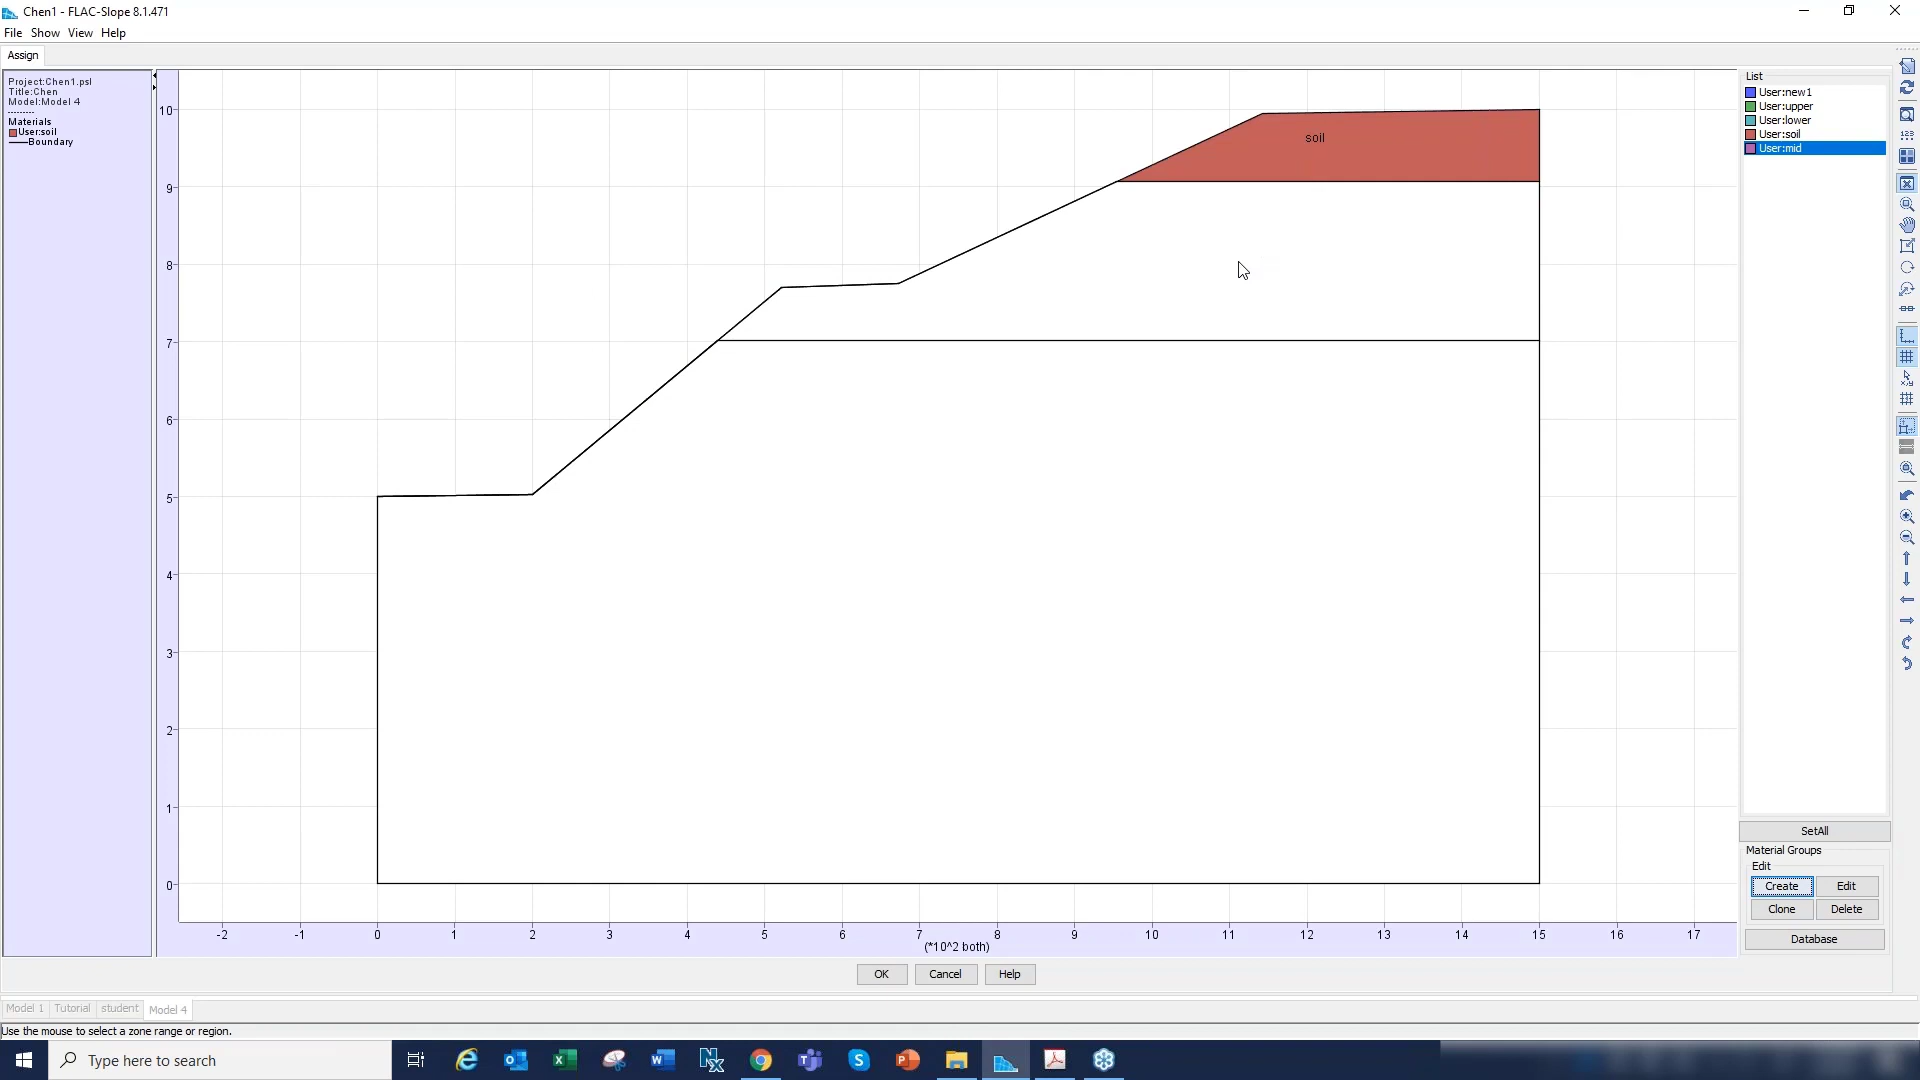 Chen1 - FLAC-Slope 8.1.471
File Show View Help
Assign
Project:Chen1.psl
Title:Chen
Model:Model 4
Materials
User:soil
Boundary
List
User:new1
User:upper
User:lower
User:soil
User:mid
123
x,y
soil
10
9
8
7
6
5
4
3
2
1
0
-2 -1 0 1 2 3 4 5 6 7 8 9 10 11 12 13 14 15 16 17
(*10^2 both)
SetAll
Material Groups
Edit
Create Edit
Clone Delete
Database
OK Cancel Help
Model 1 Tutorial student Model 4
Use the mouse to select a zone range or region.
Type here to search